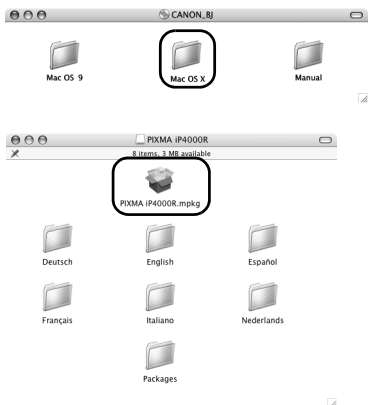 CANON_BJ
Mac OS 9
Mac OS X
Manual
PIXMA iP4000R
8 items, 3 MB available
PIXMA iP4000R.mpkg
Deutsch
English
Español
Français
Italiano
Nederlands
Packages